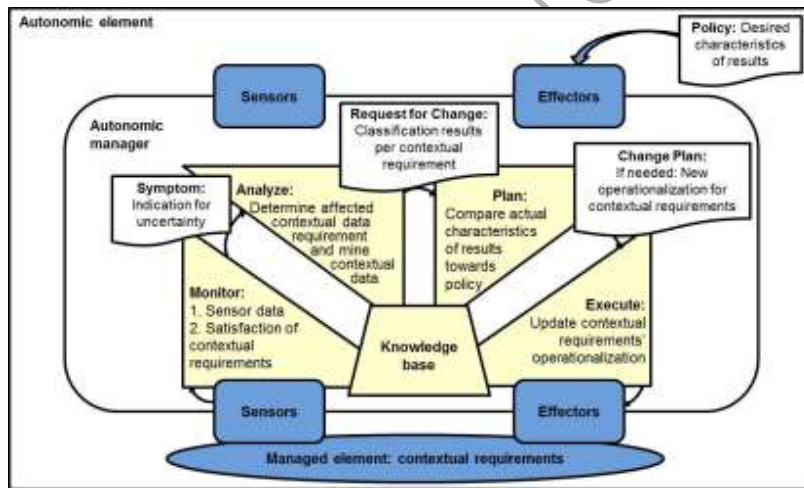 Autonomic element
Policy: Desired
characteristics
of results
Sensors
Effectors
Autonomic
manager
Request for Change:
Classification results
per contextual
requirement
Change Plan:
If needed: New
operationalization for
contextual requirements
Symptom:
Indication for
uncertainty
Analyze:
Determine affected
contextual data
requirement
and mine
contextual
data
Plan:
Compare actual
characteristics
of results
towards
policy
Monitor:
1. Sensor data
2. Satisfaction of
contextual
requirements
Knowledge
base
Execute:
Update contextual
requirements'
operationalization
Sensors
Effectors
Managed element: contextual requirements